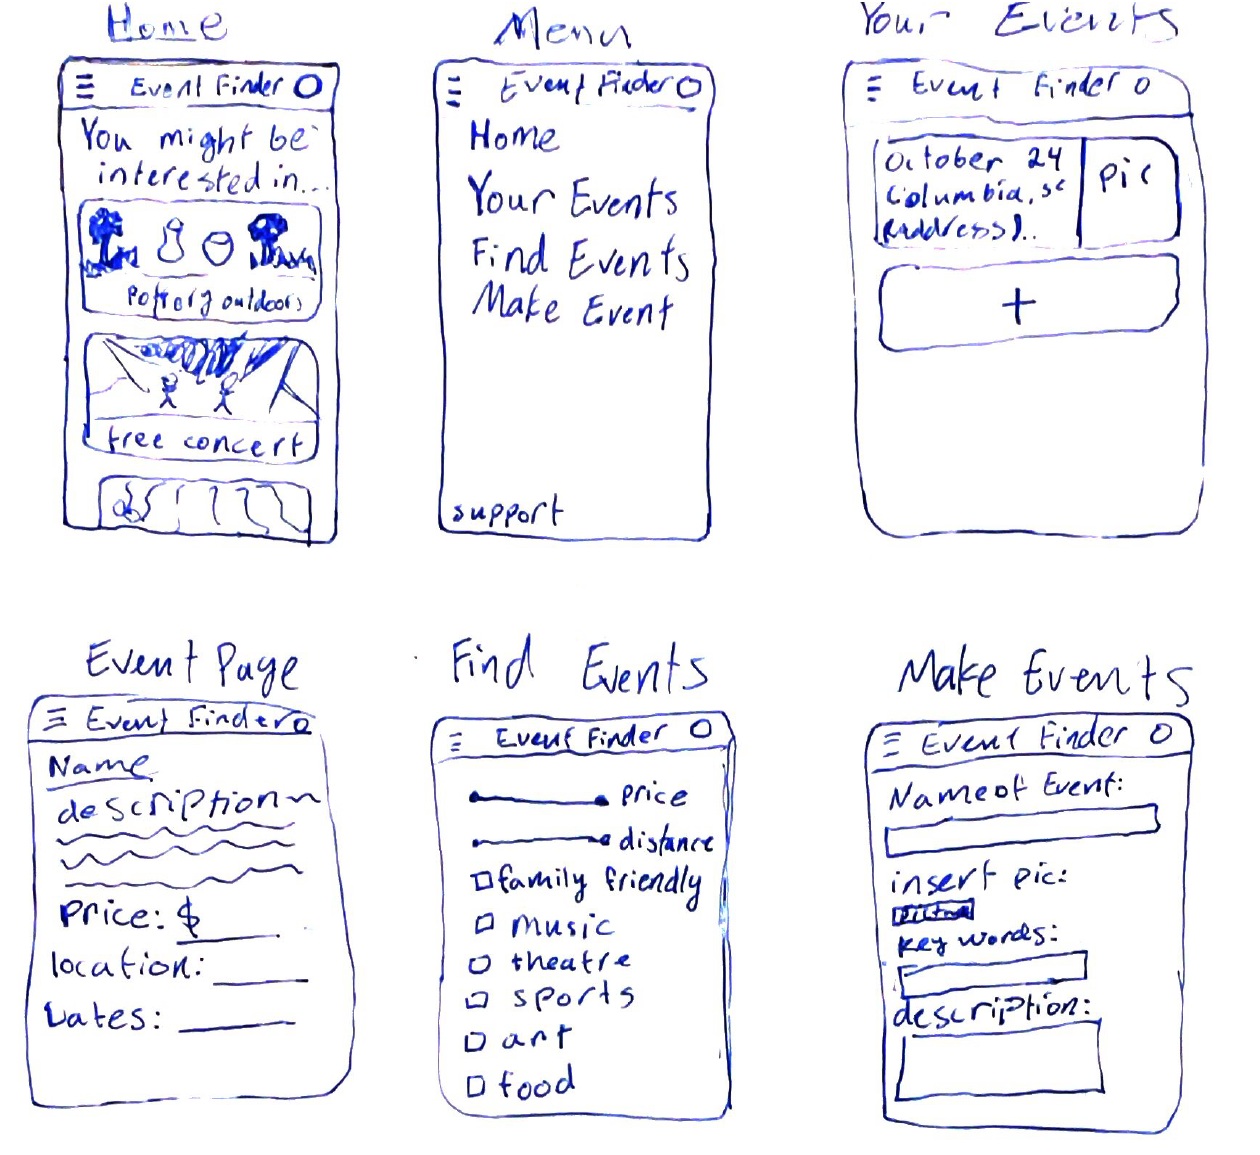 Home
Event Finder
You might be
interested in...
Pottory outdoors
free concert
Menu
Event Finder
Home
Your Events
Find Events
Make Event
support
Your Events
Event Finder
October 24
Columbia, sc
(address)..
pic
+
Event Page
Event Finder
Name
description
Price: $
location:
Dates:
Find Events
Event Finder
price
distance
family friendly
music
theatre
sports
art
food
Make Events
Event Finder
Name of Event:
insert pic:
key words:
description: